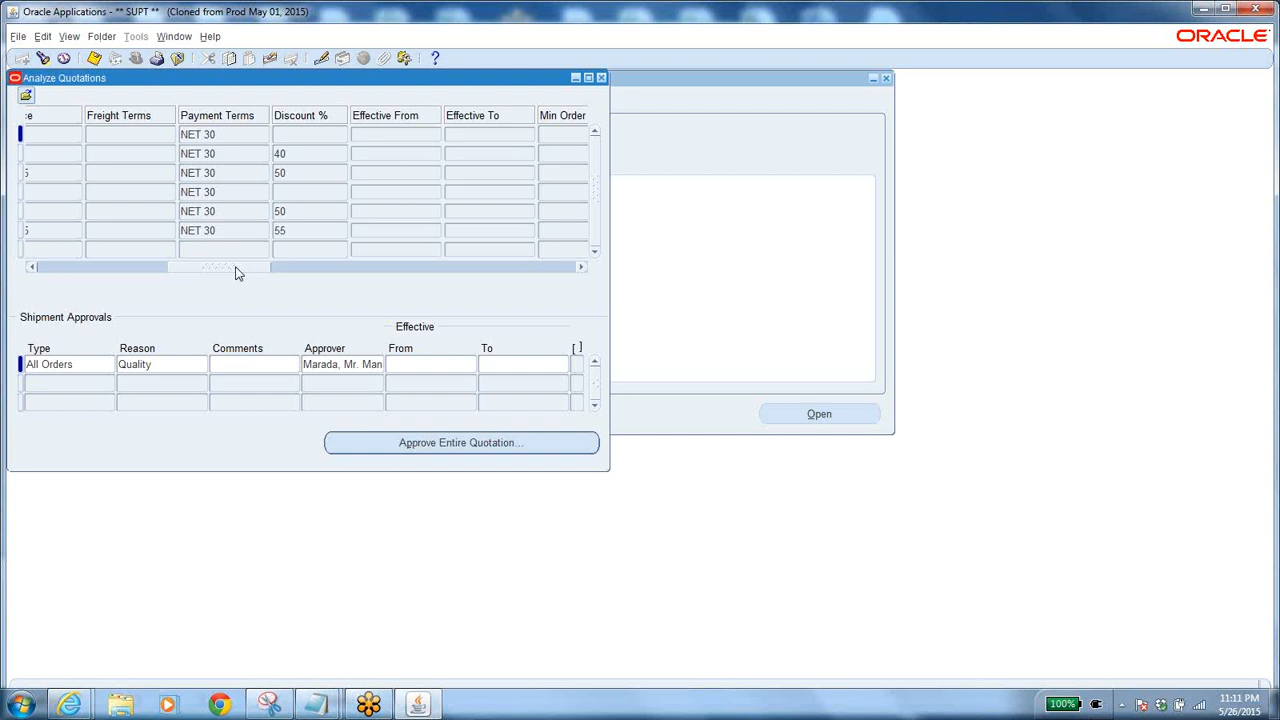 Oracle Applications - ** SUPT ** (Cloned from Prod May 01, 2015)
File Edit View Folder Tools Window Help
ORACLE
Analyze Quotations
Freight Terms Payment Terms Discount % Effective From Effective To Min Order
NET 30
NET 30 40
5 NET 30 50
NET 30
NET 30 50
5 NET 30 55
Shipment Approvals
Effective
Type Reason Comments Approver From To [ ]
All Orders Quality Marada, Mr. Man
Open
Approve Entire Quotation...
100%
11:11 PM
5/26/2015